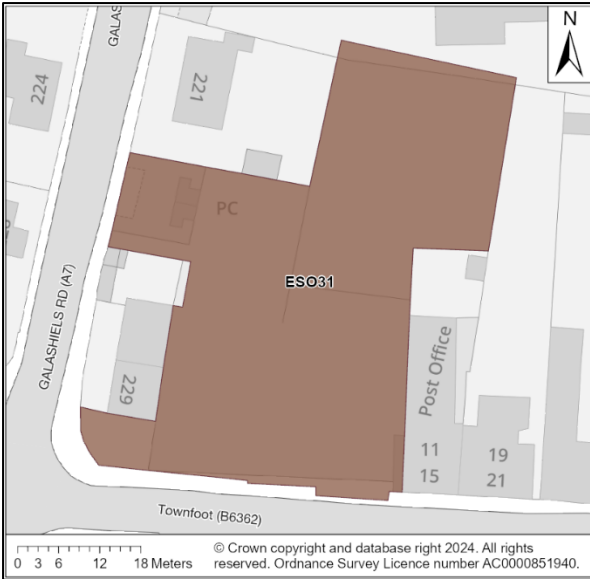 GALASHIE
N
224
221
PC
ESO31
GALASHIELS RD (A7)
229
Post Office
11
15
19
21
Townfoot (B6362)
0 3 6 12 18 Meters
© Crown copyright and database right 2024. All rights
reserved. Ordnance Survey Licence number AC0000851940.